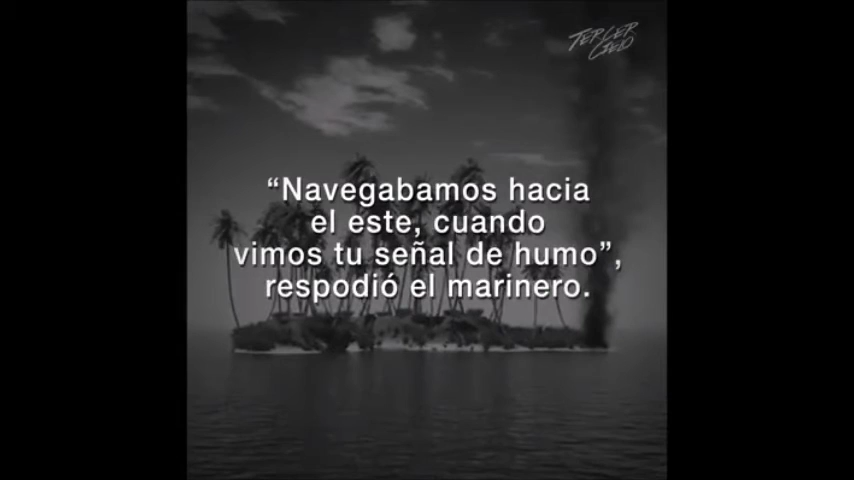 TERCER
CIELO
“Navegabamos hacia
el este, cuando
vimos tu señal de humo”,
respodió el marinero.